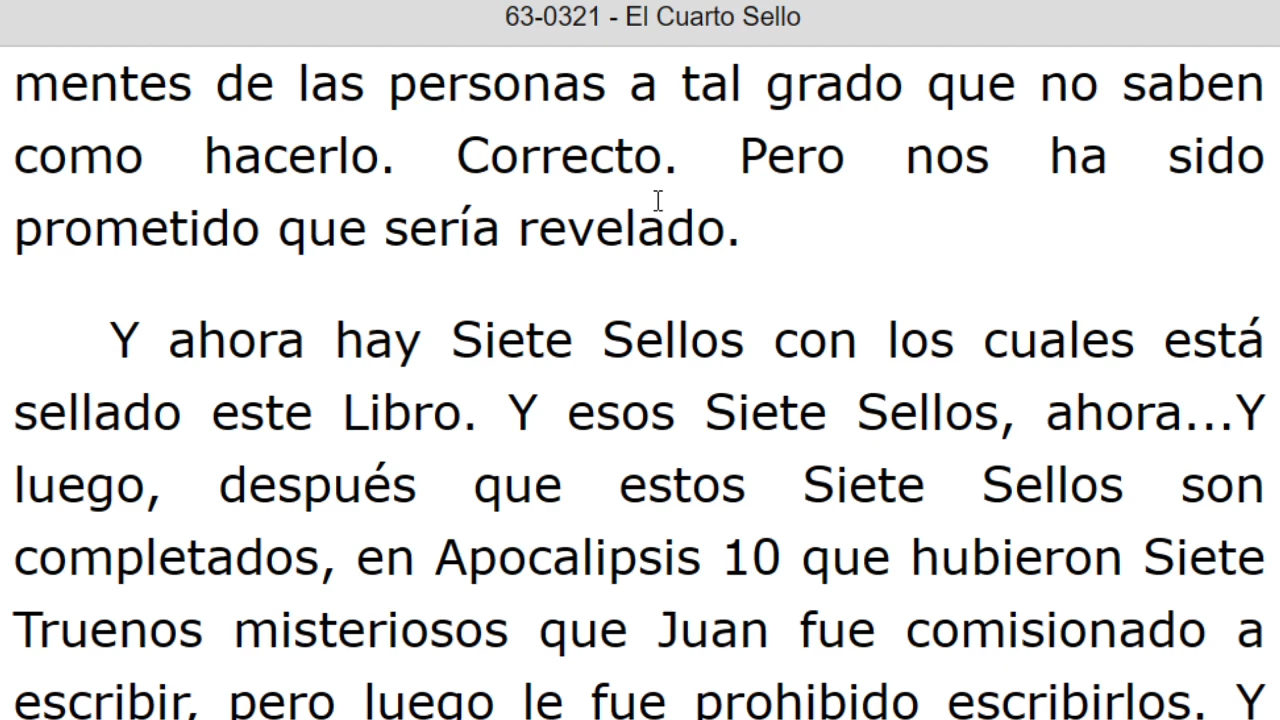 63-0321 - El Cuarto Sello
mentes de las personas a tal grado que no saben
como hacerlo. Correcto. Pero nos ha sido
prometido que sería revelado.
Y ahora hay Siete Sellos con los cuales está
sellado este Libro. Y esos Siete Sellos, ahora...Y
luego, después que estos Siete Sellos son
completados, en Apocalipsis 10 que hubieron Siete
Truenos misteriosos que Juan fue comisionado a
escribir, pero luego le fue prohibido escribirlos. Y